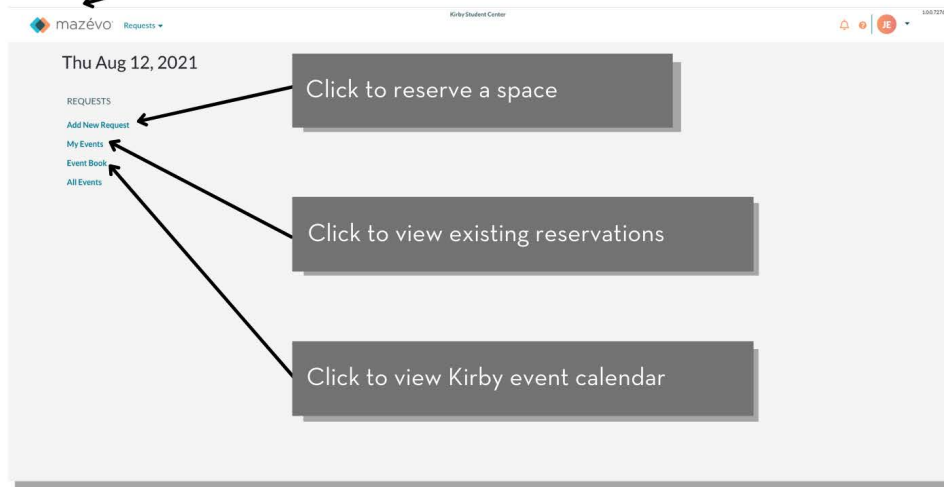 Kirby Student Center
mazévo Requests
JE
Thu Aug 12, 2021
Click to reserve a space
REQUESTS
Add New Request
My Events
Event Book
All Events
Click to view existing reservations
Click to view Kirby event calendar